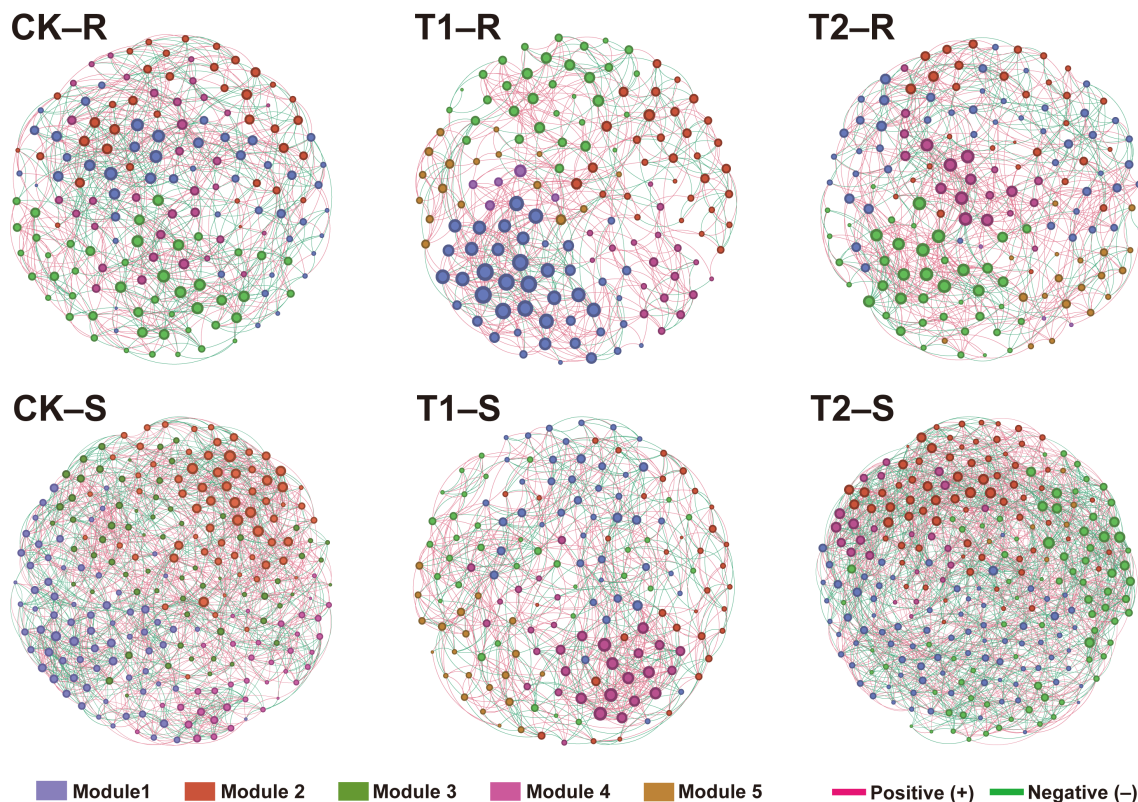 CK–R
T1–R
T2–R
CK–S
T1–S
T2–S
Module1
Module 2
Module 3
Module 4
Module 5
Positive (+)
Negative (–)